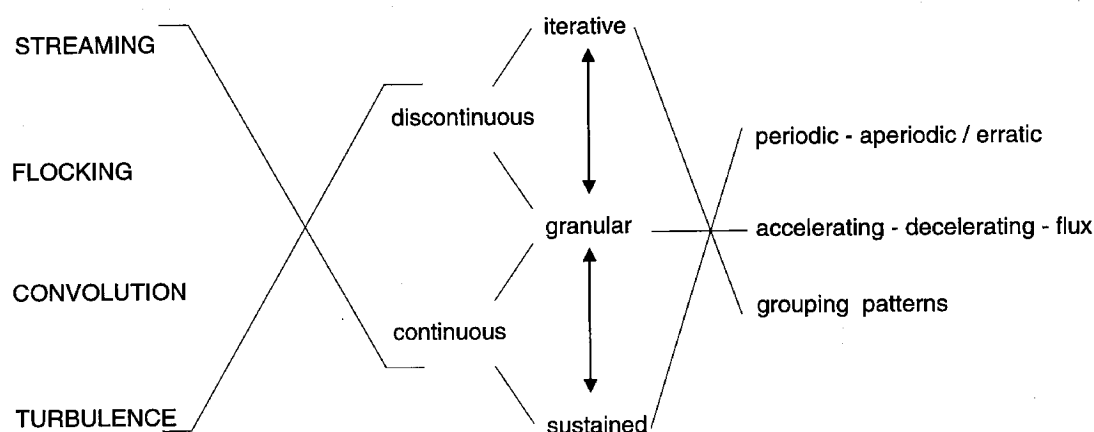 STREAMING
FLOCKING
CONVOLUTION
TURBULENCE
discontinuous
continuous
iterative
granular
sustained
periodic - aperiodic / erratic
accelerating - decelerating - flux
grouping patterns